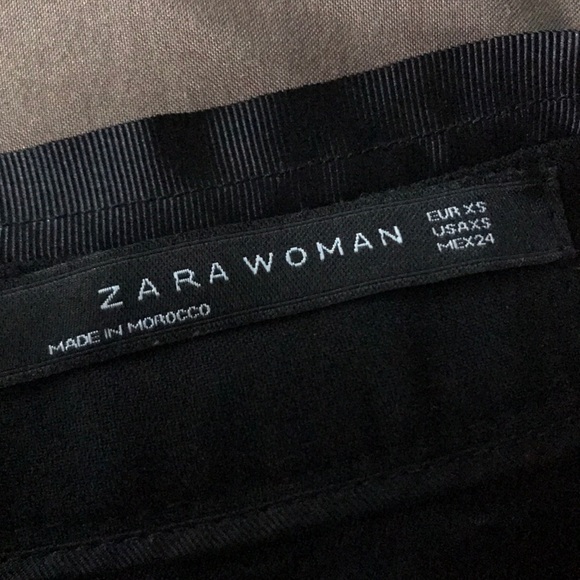 ZARA WOMAN
EUR XS
USA XS
MEX 24
MADE IN MOROCCO